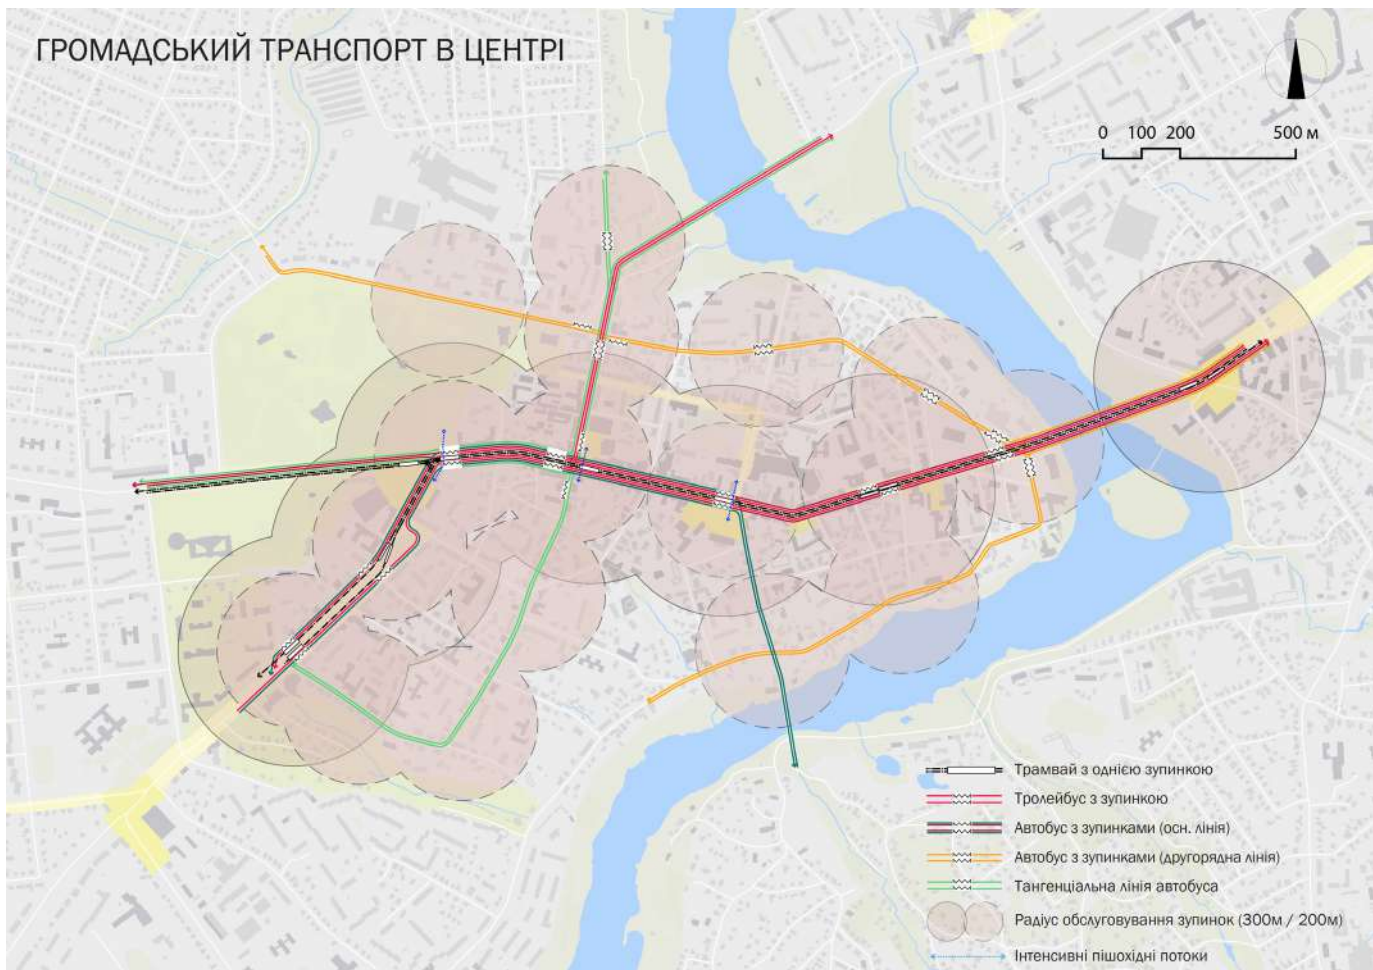 ГРОМАДСЬКИЙ ТРАНСПОРТ В ЦЕНТРІ
0 100 200 500 м
Трамвай з однією зупинкою
Тролейбус з зупинкою
Автобус з зупинками (осн. лінія)
Автобус з зупинками (другорядна лінія)
Тангенціальна лінія автобуса
Радіус обслуговування зупинок (300м / 200м)
Інтенсивні пішохідні потоки